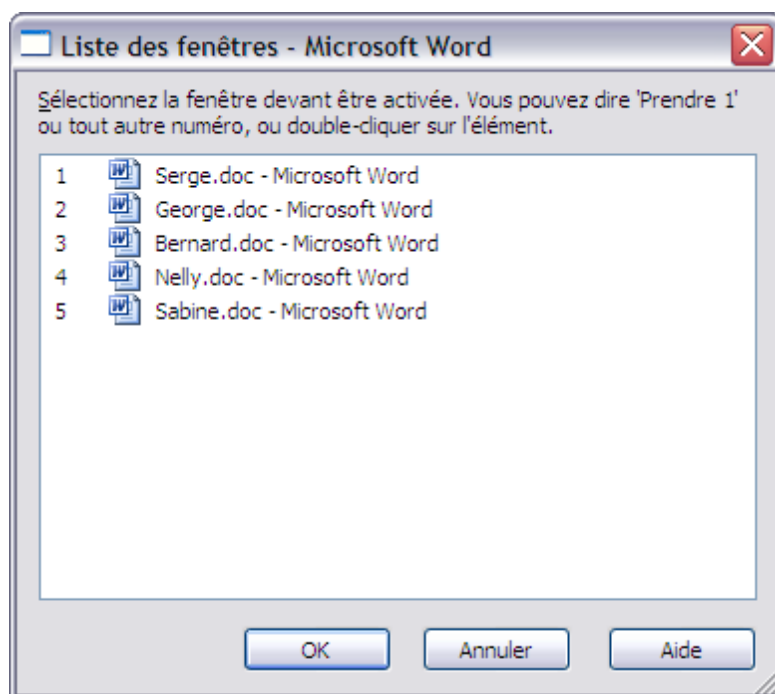 Liste des fenêtres - Microsoft Word
Sélectionnez la fenêtre devant être activée. Vous pouvez dire 'Prendre 1'
ou tout autre numéro, ou double-cliquer sur l'élément.
1 Serge.doc - Microsoft Word
2 George.doc - Microsoft Word
3 Bernard.doc - Microsoft Word
4 Nelly.doc - Microsoft Word
5 Sabine.doc - Microsoft Word
OK Annuler Aide